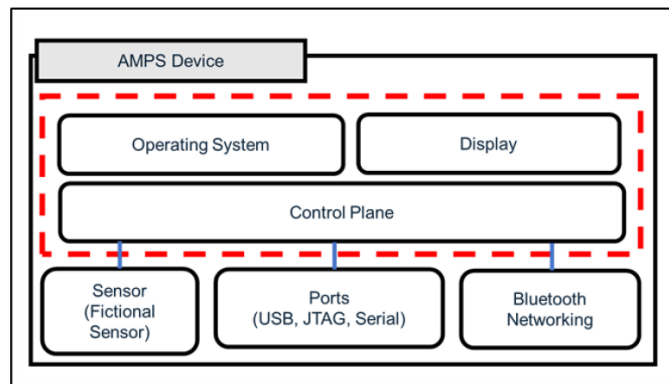 AMPS Device
Operating System
Display
Control Plane
Sensor
(Fictional
Sensor)
Ports
(USB, JTAG, Serial)
Bluetooth
Networking